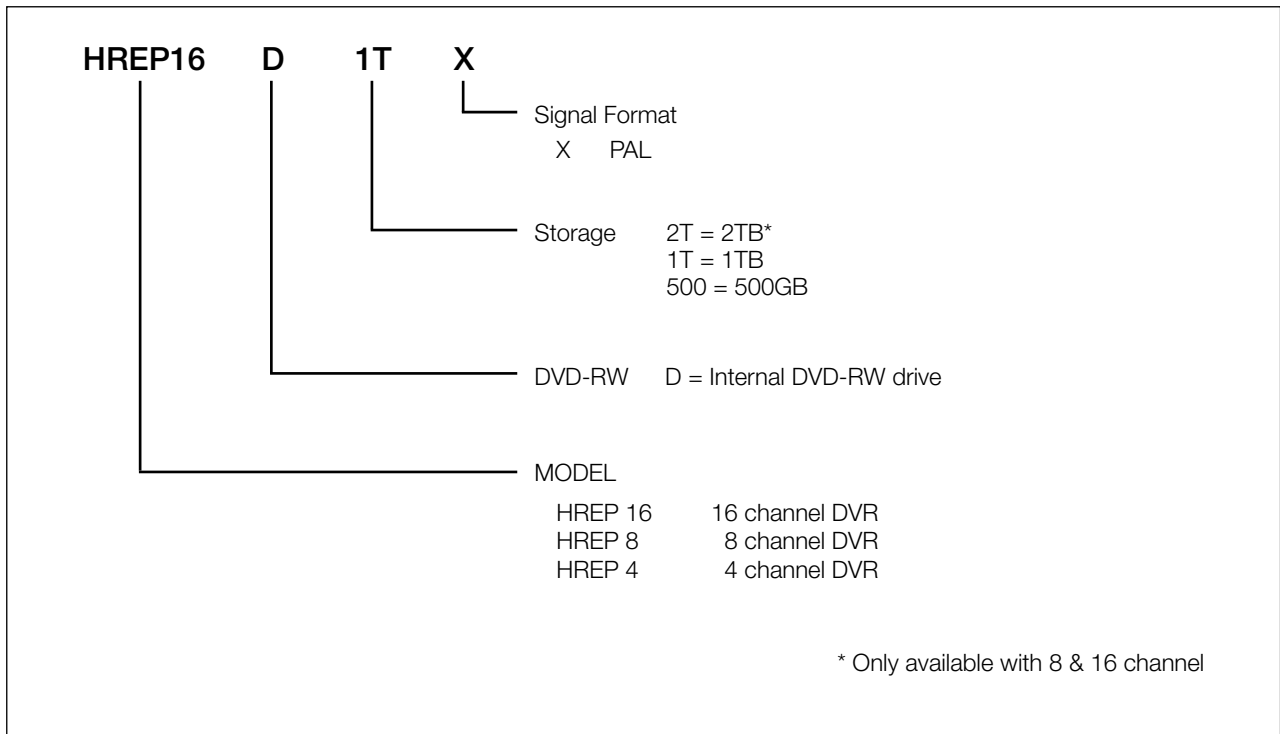 HREP16 D 1T X
Signal Format
X PAL
Storage 2T = 2TB*
1T = 1TB
500 = 500GB
DVD-RW D = Internal DVD-RW drive
MODEL
HREP 16 16 channel DVR
HREP 8 8 channel DVR
HREP 4 4 channel DVR
* Only available with 8 & 16 channel